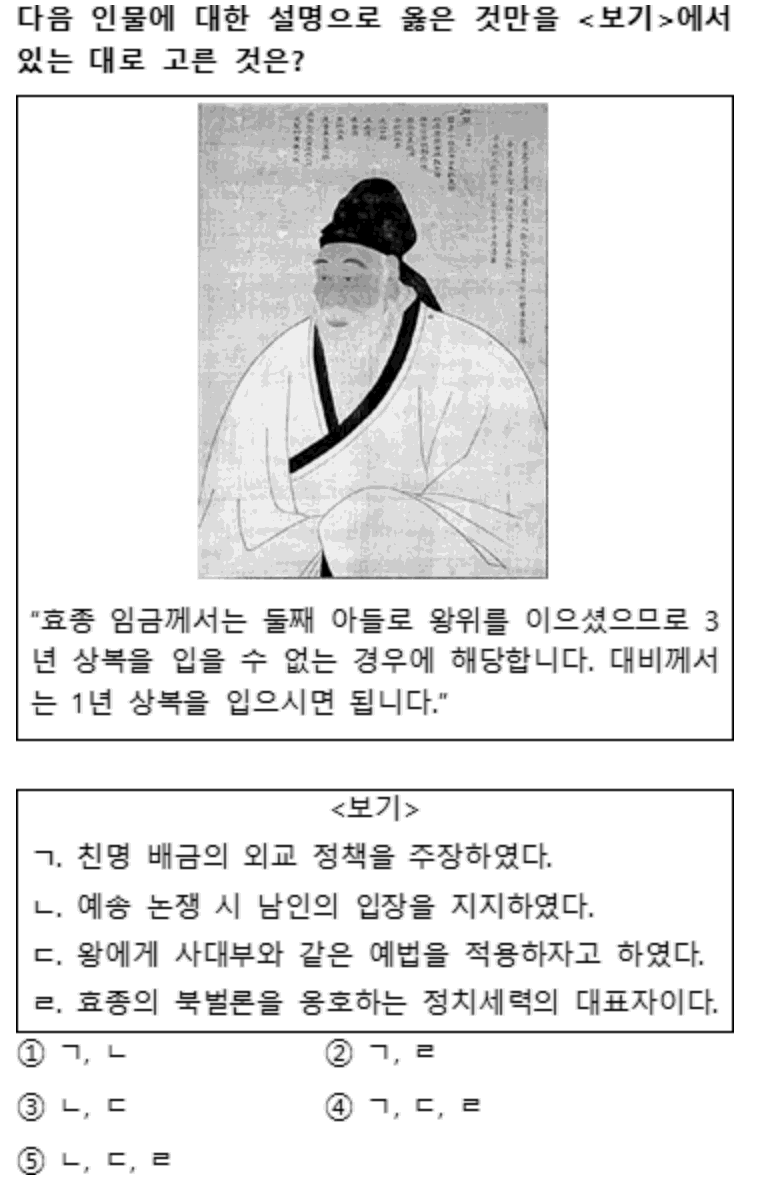 다음 인물에 대한 설명으로 옳은 것만을 <보기>에서
있는 대로 고른 것은?
"효종 임금께서는 둘째 아들로 왕위를 이으셨으므로 3
년 상복을 입을 수 없는 경우에 해당합니다. 대비께서
는 1년 상복을 입으시면 됩니다."
<보기>
ㄱ. 친명 배금의 외교 정책을 주장하였다.
ㄴ. 예송 논쟁 시 남인의 입장을 지지하였다.
ㄷ. 왕에게 사대부와 같은 예법을 적용하자고 하였다.
ㄹ. 효종의 북벌론을 옹호하는 정치세력의 대표자이다.
① ㄱ, ㄴ ② ㄱ, ㄹ
③ ㄴ, ㄷ ④ ㄱ, ㄷ, ㄹ
⑤ ㄴ, ㄷ, ㄹ